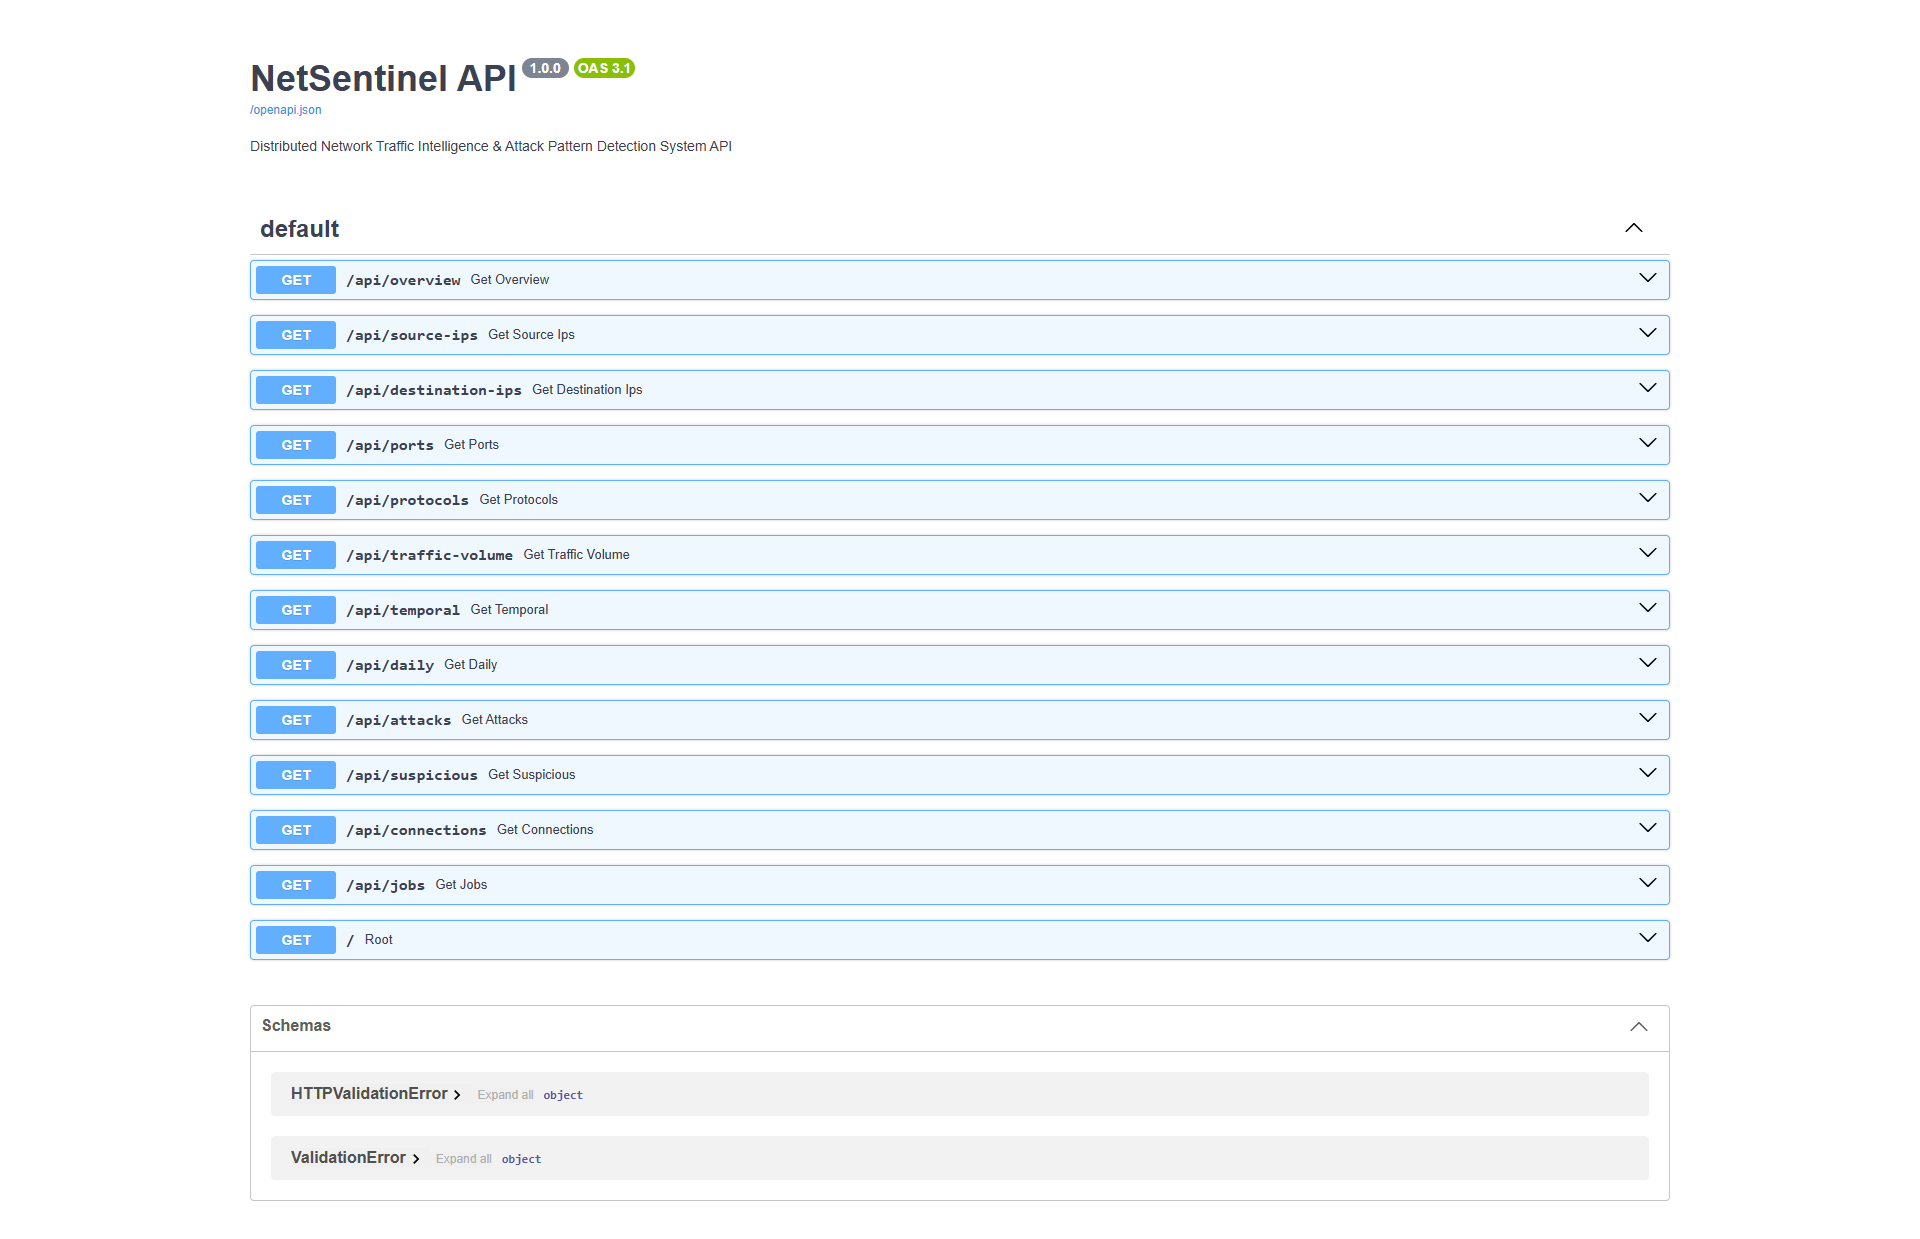 NetSentinel API 1.0.0 OAS 3.1
/openapi.json
Distributed Network Traffic Intelligence & Attack Pattern Detection System API
default
GET /api/overview Get Overview
GET /api/source-ips Get Source Ips
GET /api/destination-ips Get Destination Ips
GET /api/ports Get Ports
GET /api/protocols Get Protocols
GET /api/traffic-volume Get Traffic Volume
GET /api/temporal Get Temporal
GET /api/daily Get Daily
GET /api/attacks Get Attacks
GET /api/suspicious Get Suspicious
GET /api/connections Get Connections
GET /api/jobs Get Jobs
GET / Root
Schemas
HTTPValidationError Expand all object
ValidationError Expand all object